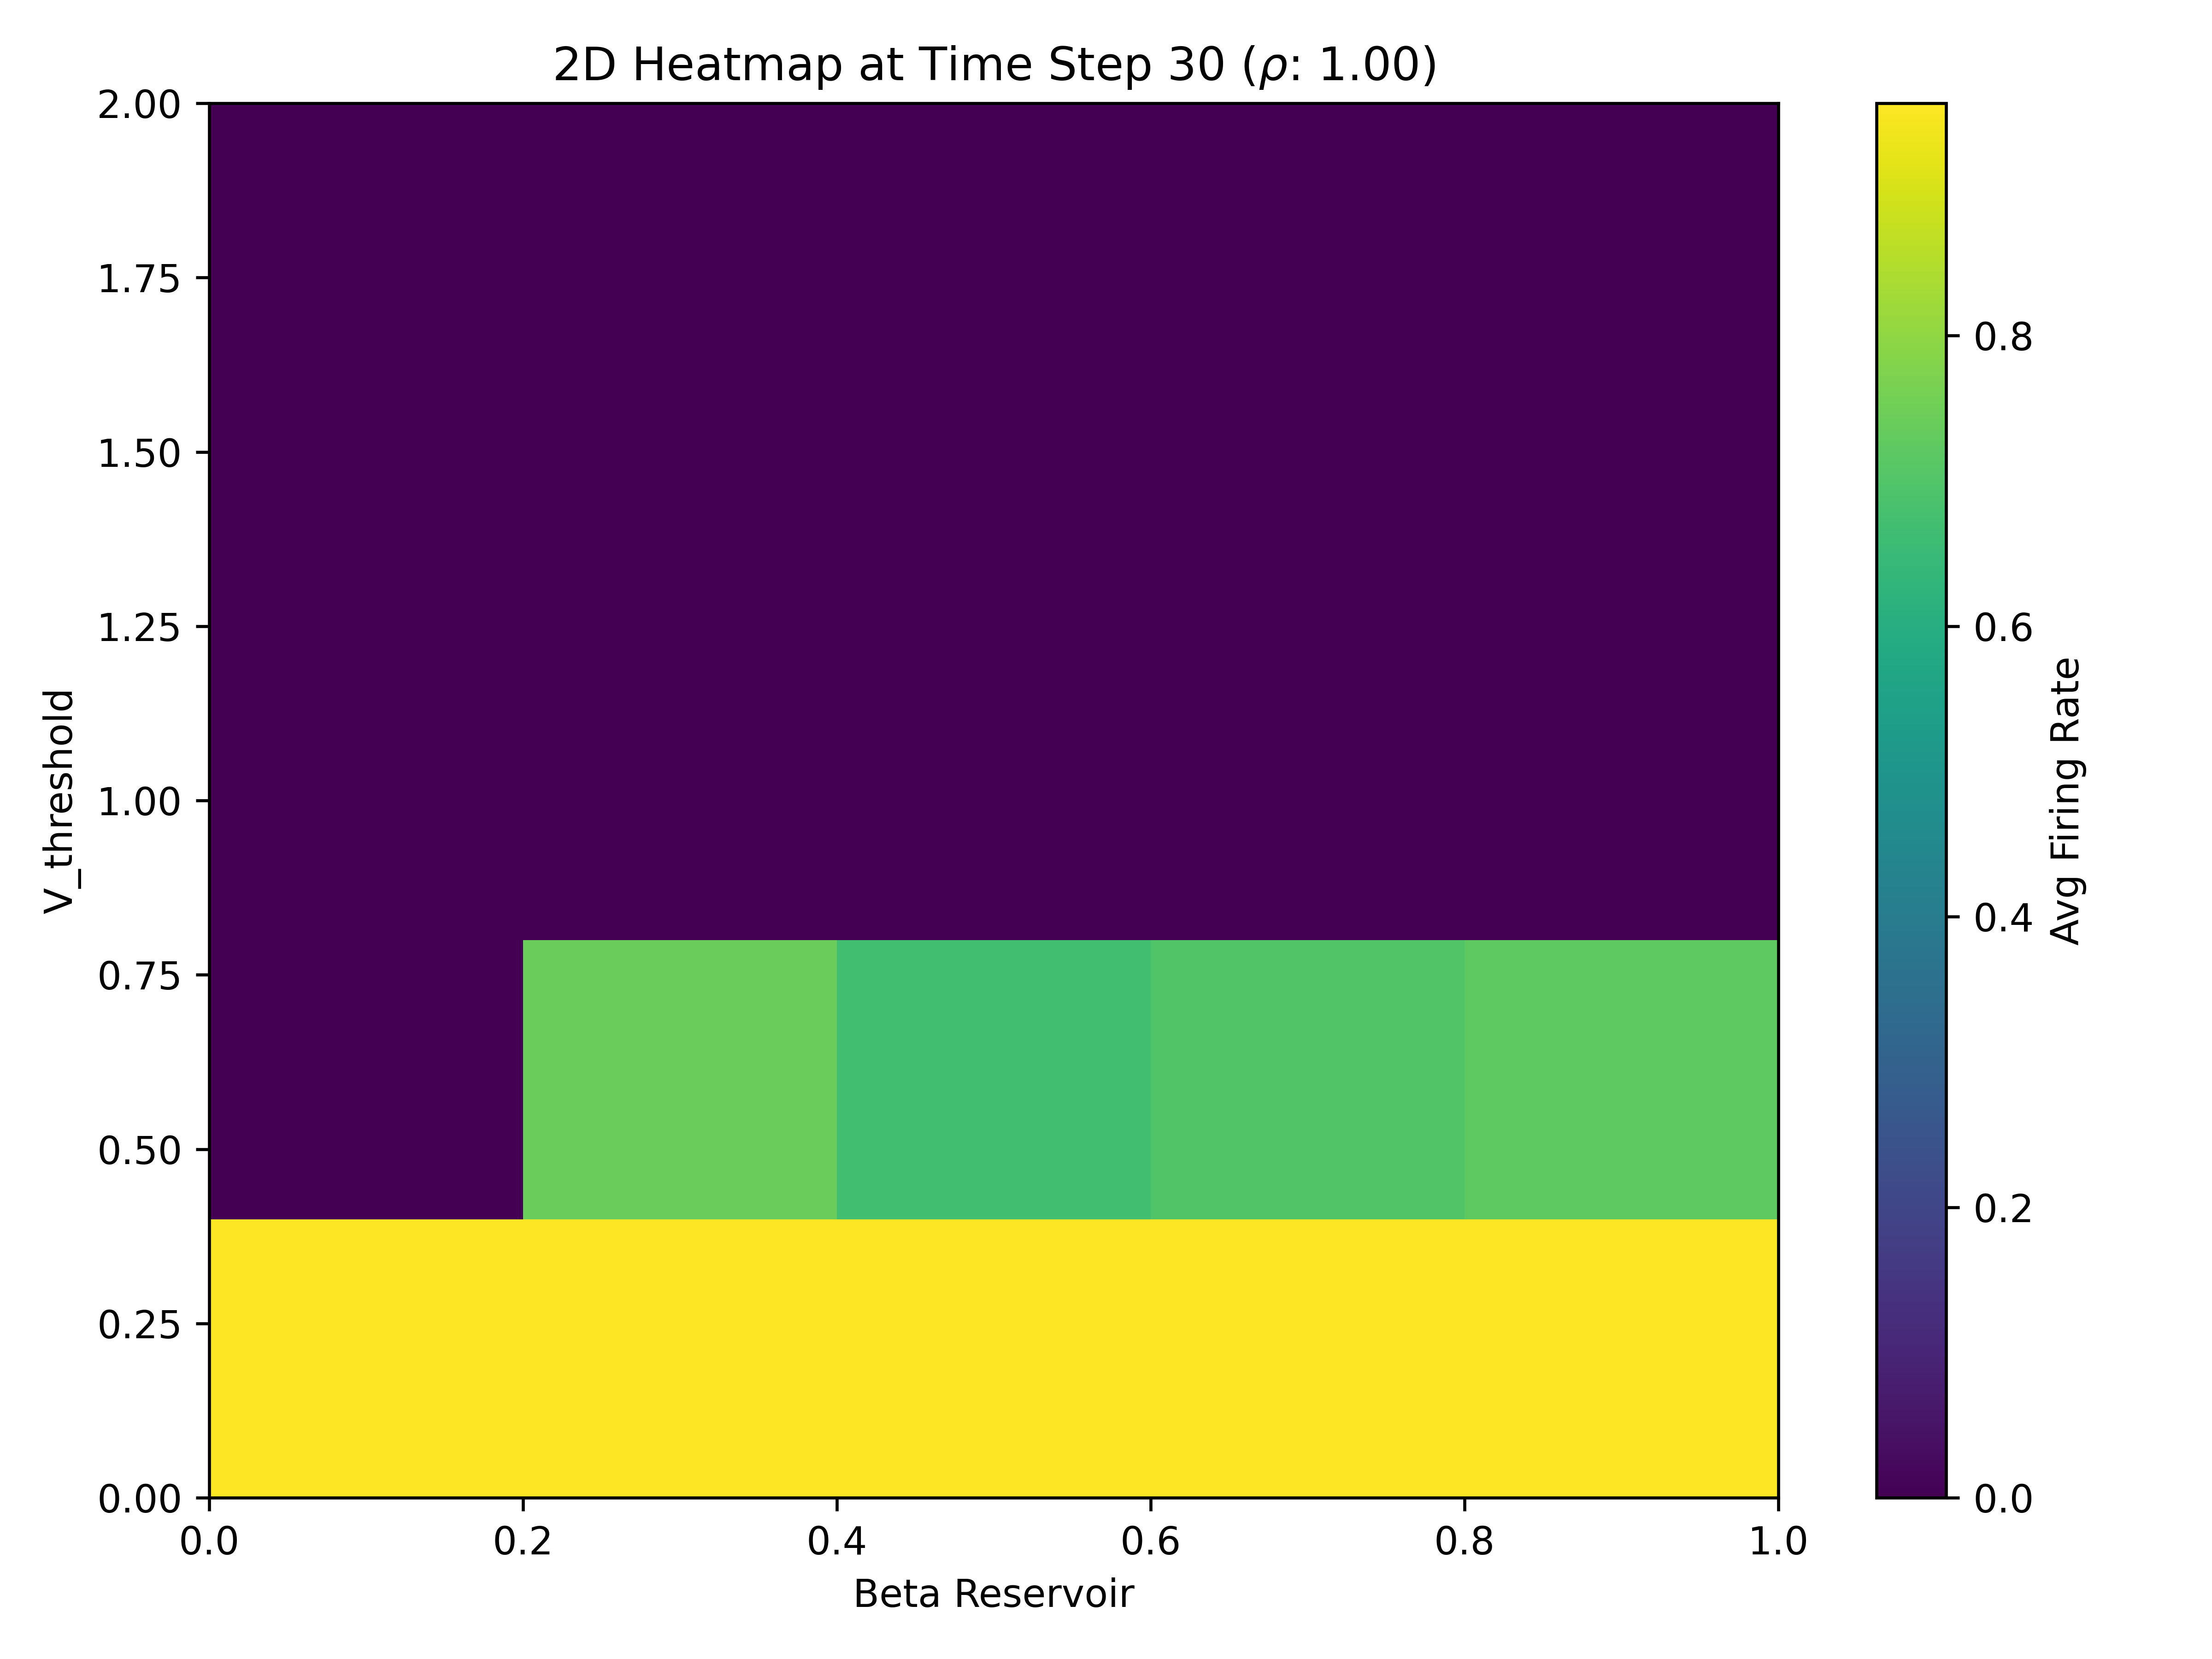 2D Heatmap at Time Step 30 (ρ: 1.00)
2.00
1.75
1.50
1.25
1.00
0.75
0.50
0.25
0.00
V_threshold
0.0 0.2 0.4 0.6 0.8 1.0
Beta Reservoir
0.8
0.6
0.4
0.2
0.0
Avg Firing Rate